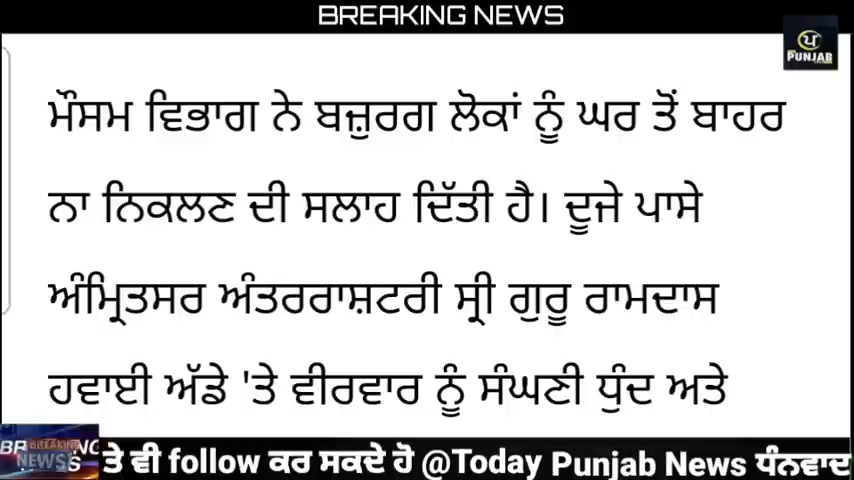 BREAKING NEWS
ਪ
PUNJAB
ਮੌਸਮ ਵਿਭਾਗ ਨੇ ਬਜ਼ੁਰਗ ਲੋਕਾਂ ਨੂੰ ਘਰ ਤੋਂ ਬਾਹਰ
ਨਾ ਨਿਕਲਣ ਦੀ ਸਲਾਹ ਦਿੱਤੀ ਹੈ। ਦੂਜੇ ਪਾਸੇ
ਅੰਮ੍ਰਿਤਸਰ ਅੰਤਰਰਾਸ਼ਟਰੀ ਸ੍ਰੀ ਗੁਰੂ ਰਾਮਦਾਸ
ਹਵਾਈ ਅੱਡੇ 'ਤੇ ਵੀਰਵਾਰ ਨੂੰ ਸੰਘਣੀ ਧੁੰਦ ਅਤੇ
BREAKING
NEWS
ਤੇ ਵੀ follow ਕਰ ਸਕਦੇ ਹੋ @Today Punjab News ਧੰਨਵਾਦ